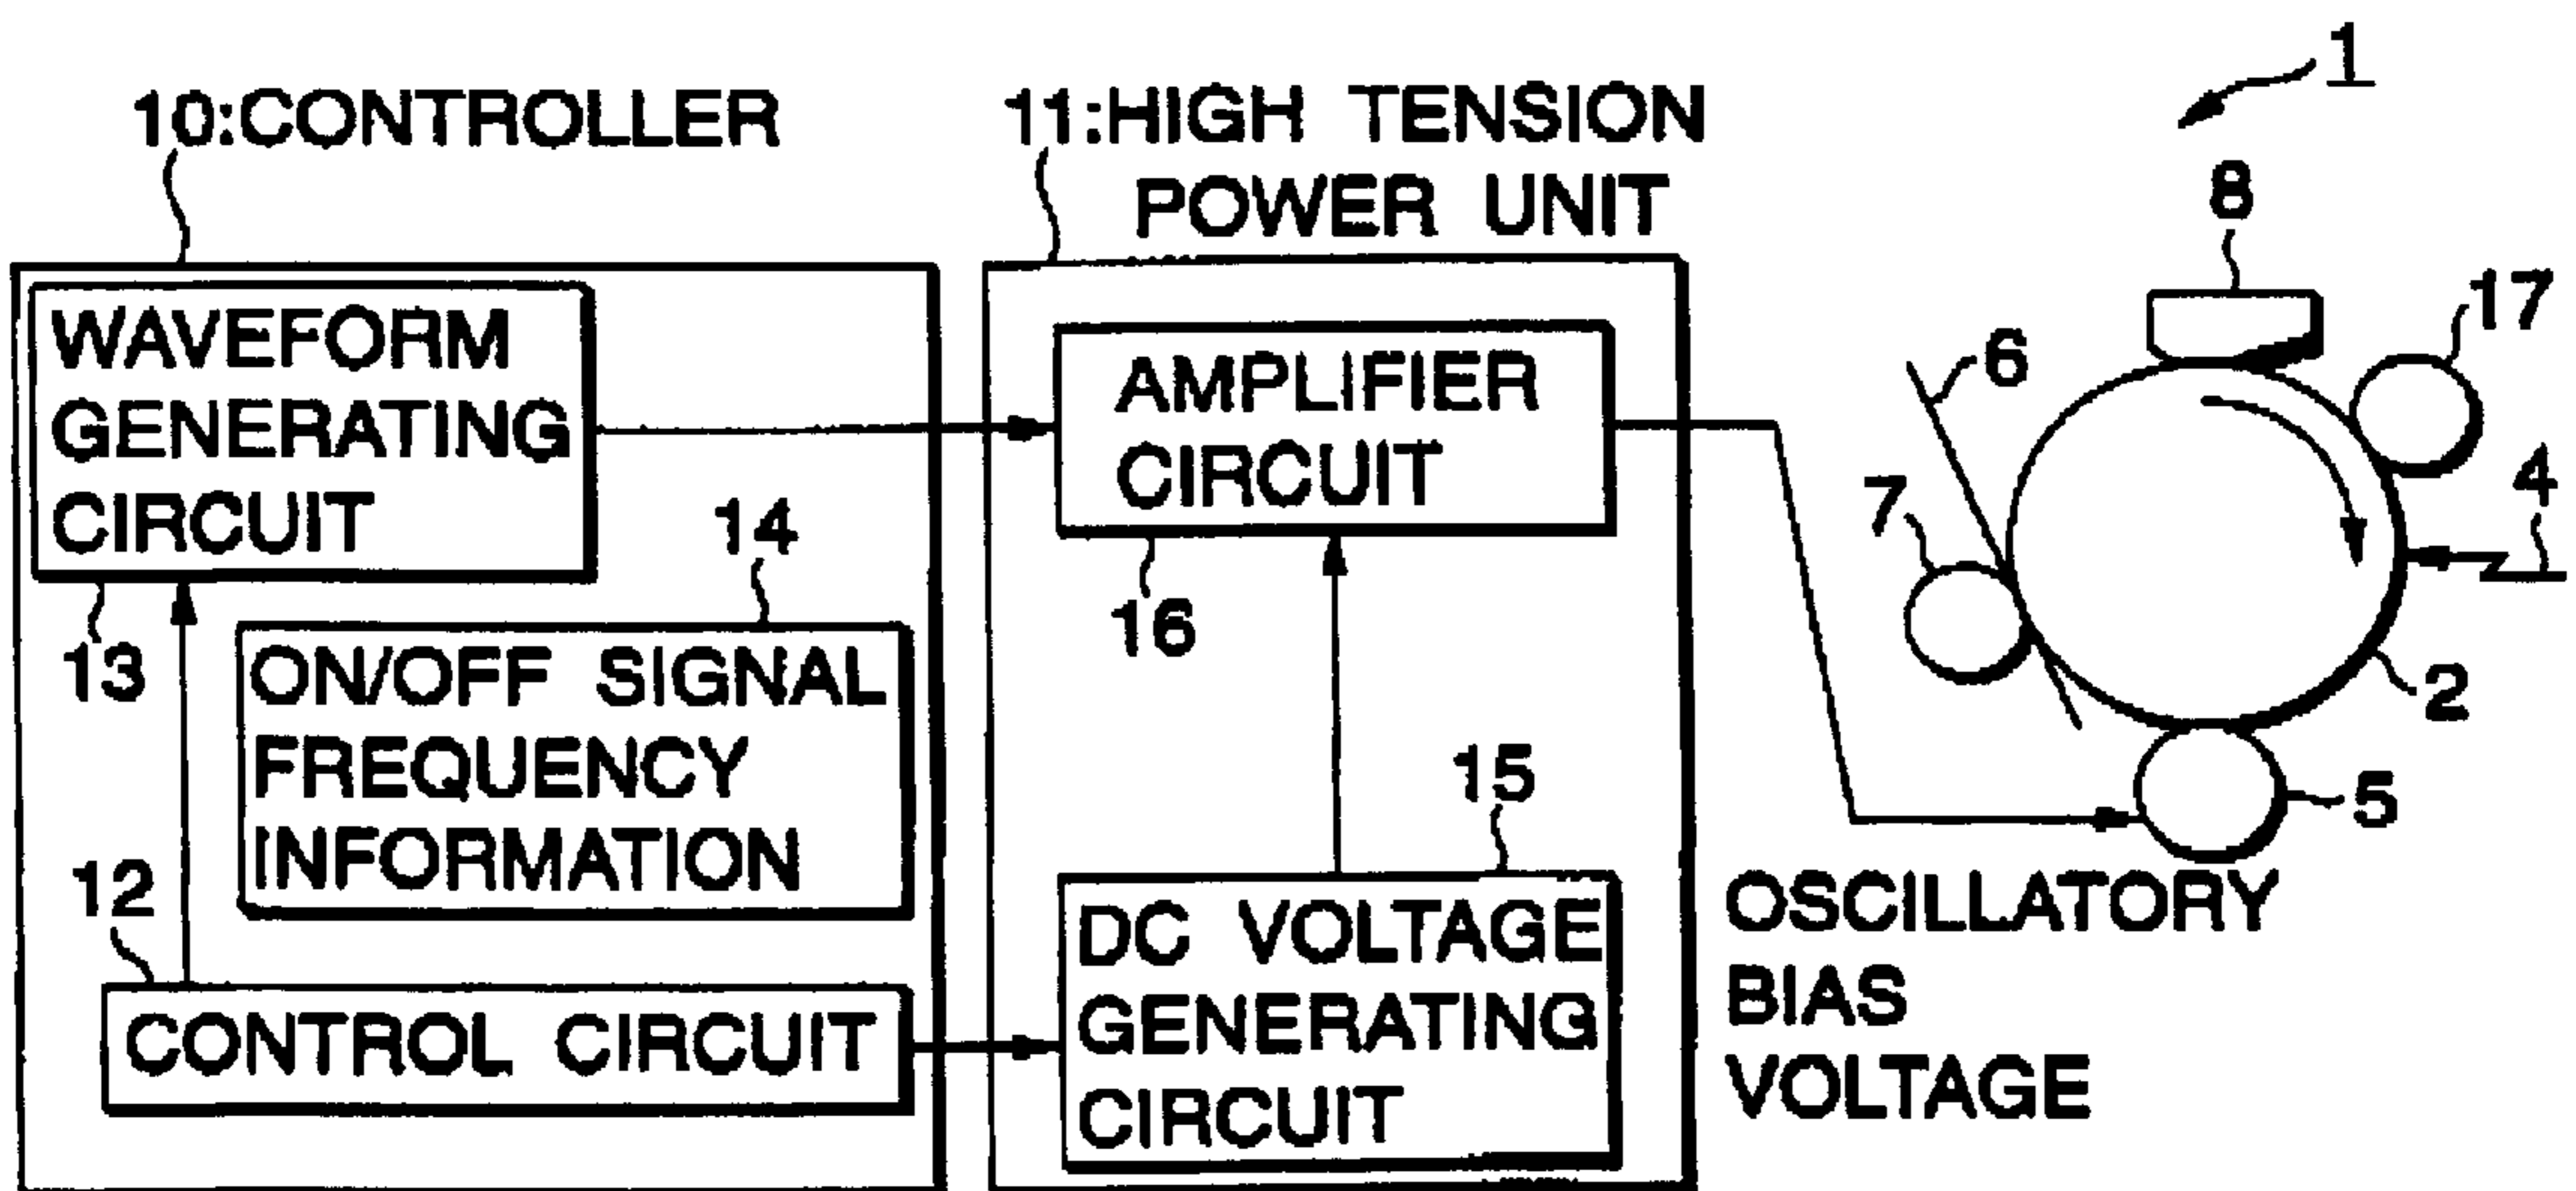 1
10:CONTROLLER
11:HIGH TENSION
POWER UNIT
8
17
WAVEFORM
GENERATING
CIRCUIT
13
14
ON/OFF SIGNAL
FREQUENCY
INFORMATION
12
CONTROL CIRCUIT
AMPLIFIER
CIRCUIT
16
15
DC VOLTAGE
GENERATING
CIRCUIT
6
7
4
2
5
OSCILLATORY
BIAS
VOLTAGE